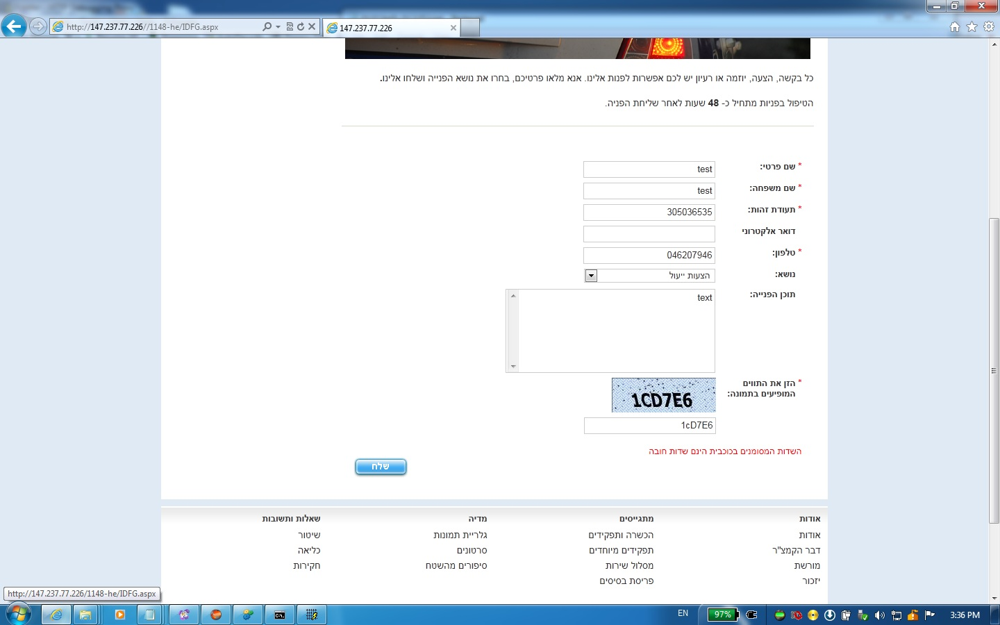 http://147.237.77.226//1148-he/IDFG.aspx
147.237.77.226
כל בקשה, הצעה, יוזמה או רעיון יש לכם אפשרות לפנות אלינו. אנא מלאו פרטיכם, בחרו את נושא הפנייה ושלחו אלינו.
הטיפול בפניות מתחיל כ- 48 שעות לאחר שליחת הפניה.
* שם פרטי: test
* שם משפחה: test
* תעודת זהות: 305036535
דואר אלקטרוני
* טלפון: 046207946
נושא: הצעות ייעול
תוכן הפנייה: text
* הזן את התווים
המופיעים בתמונה:
1CD7E6
1cD7E6
השדות המסומנים בכוכבית הינם שדות חובה
שלח
אודות מתגייסים מדיה שאלות ותשובות
אודות הכשרה ותפקידים גלריית תמונות שיטור
דבר הקמצ"ר תפקידים מיוחדים סרטונים כליאה
מורשת מסלול שירות סיפורים מהשטח חקירות
יזכור פריסת בסיסים
http://147.237.77.226/1148-he/IDFG.aspx
EN 97% 3:36 PM